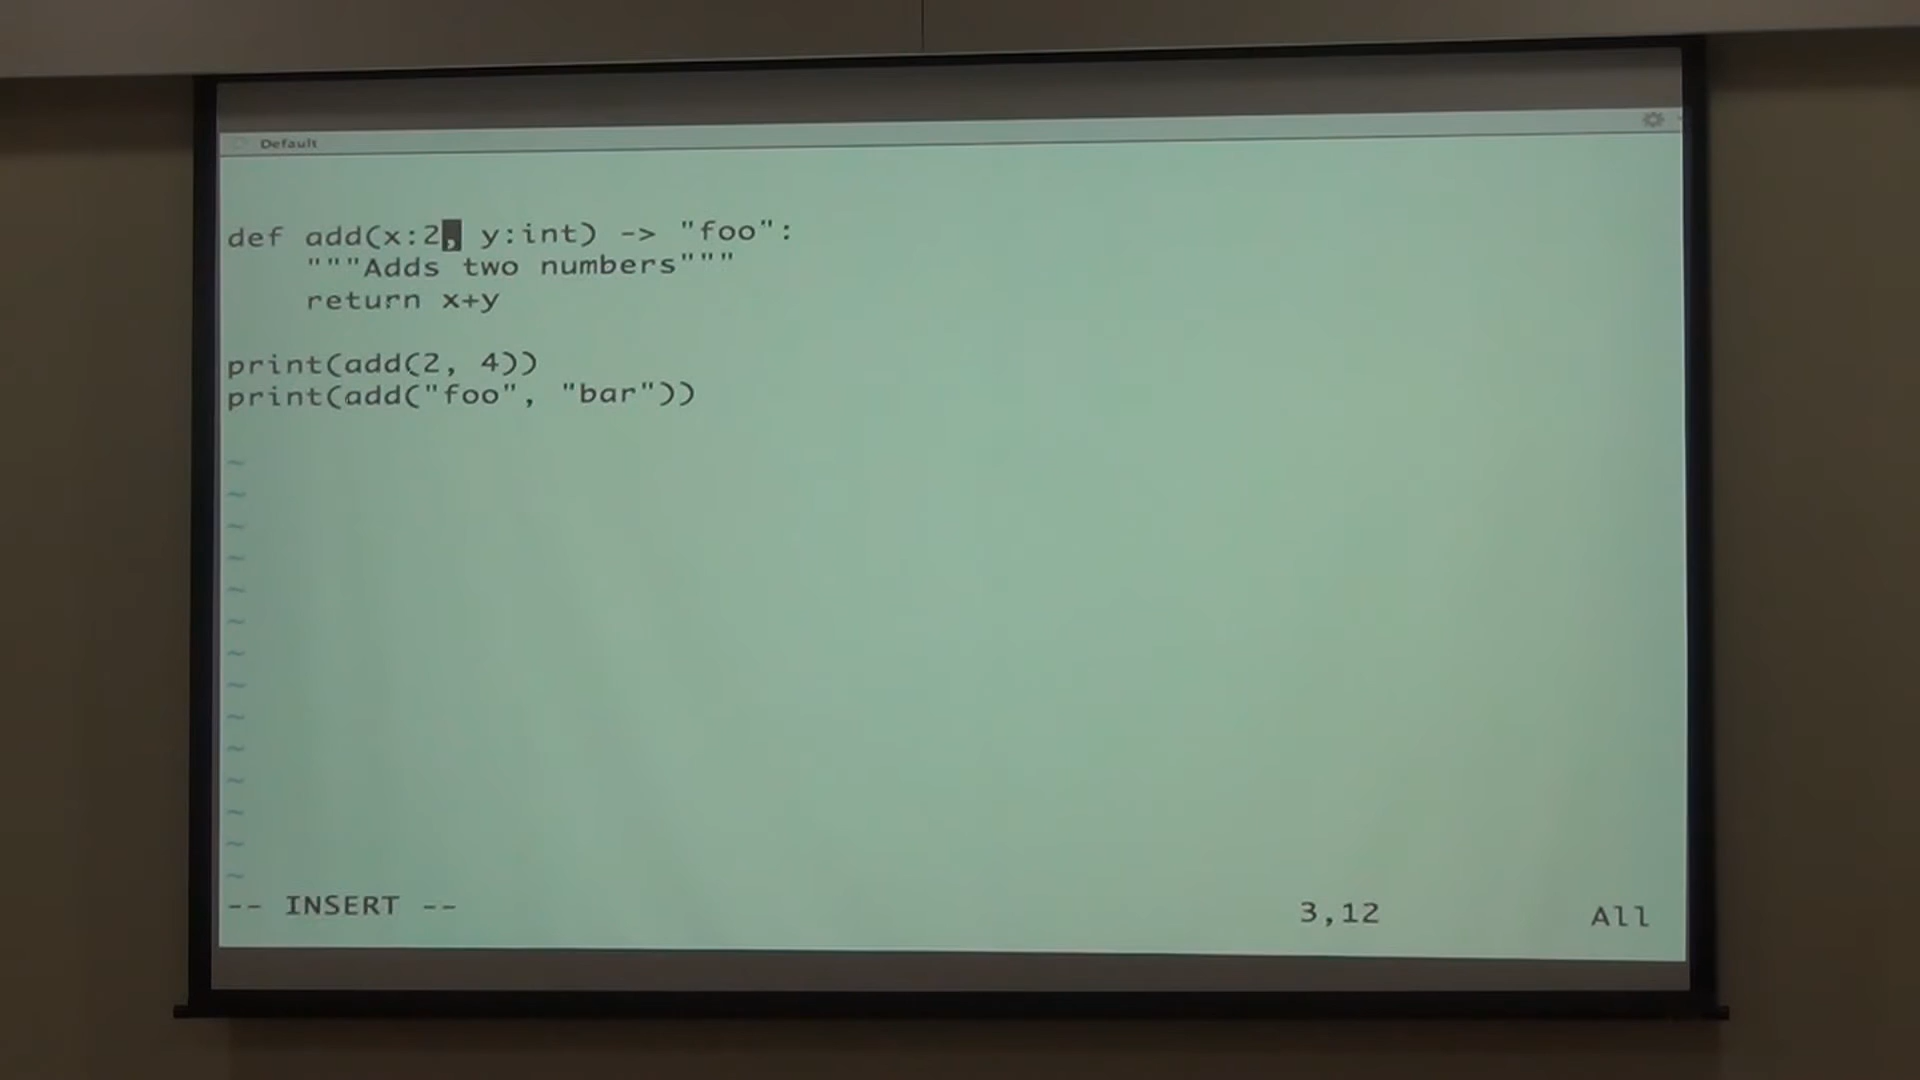 Default
def add(x:2, y:int) -> "foo":
    """Adds two numbers"""
    return x+y
print(add(2, 4))
print(add("foo", "bar"))
~
~
~
~
~
~
~
~
~
~
~
~
~
~
-- INSERT -- 3,12 All